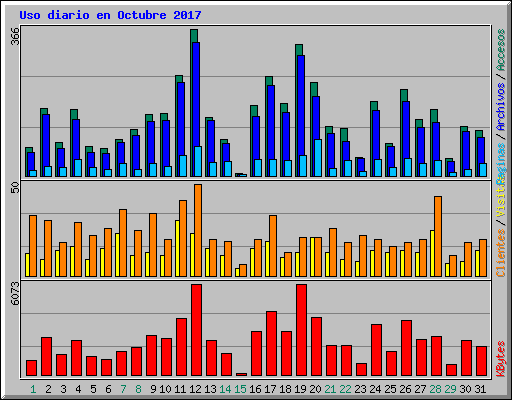 Uso diario en Octubre 2017
366
50
6073
Accesos / Archivos / Páginas / Visitas / Clientes
KBytes
1 2 3 4 5 6 7 8 9 10 11 12 13 14 15 16 17 18 19 20 21 22 23 24 25 26 27 28 29 30 31